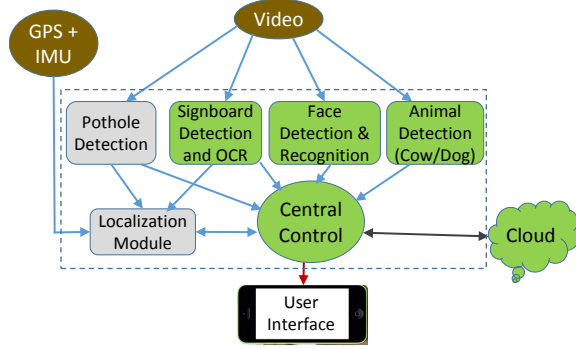 GPS +
IMU
Video
Pothole
Detection
Signboard
Detection
and OCR
Face
Detection &
Recognition
Animal
Detection
(Cow/Dog)
Localization
Module
Central
Control
Cloud
User
Interface